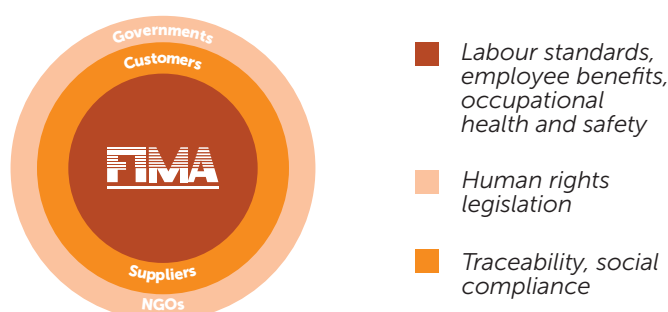 Governments
Customers
FIMA
Suppliers
NGOs
Labour standards,
employee benefits,
occupational
health and safety
Human rights
legislation
Traceability, social
compliance